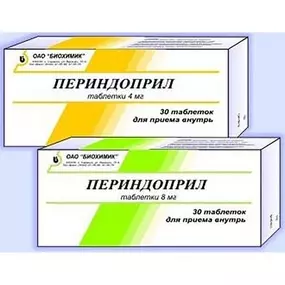 ОАО "БИОХИМИК"
ПЕРИНДОПРИЛ
таблетки 4 мг
30 таблеток
для приема внутрь
ОАО "БИОХИМИК"
ПЕРИНДОПРИЛ
таблетки 8 мг
30 таблеток
для приема внутрь